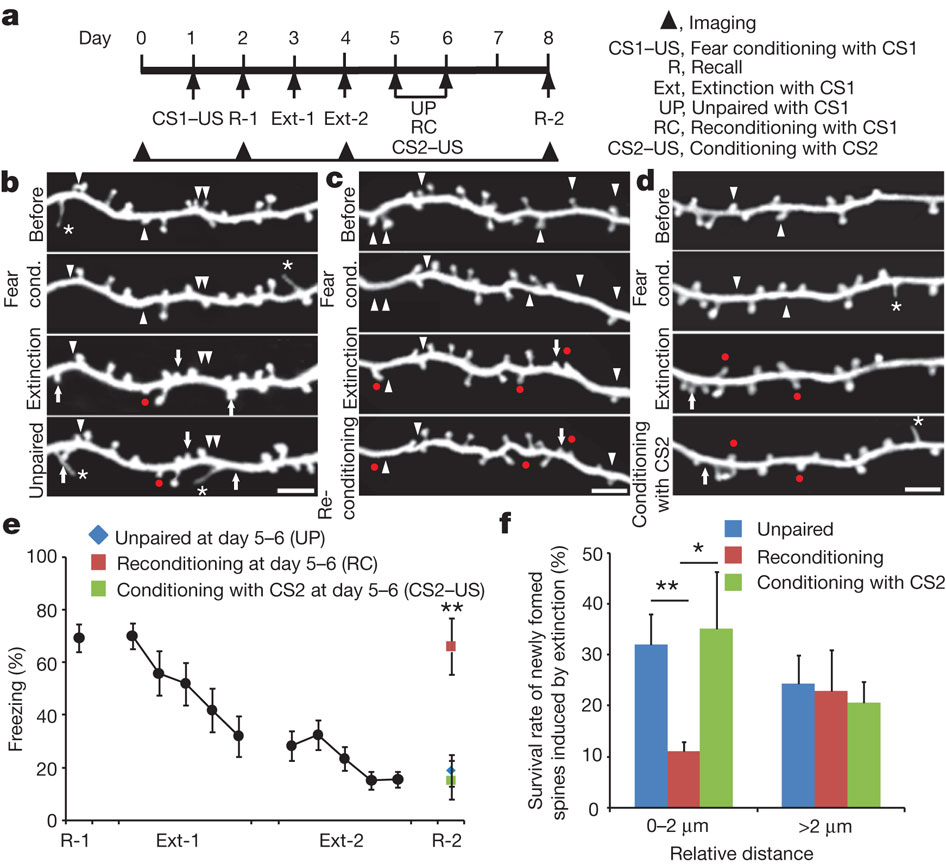 a
Day 0 1 2 3 4 5 6 7 8
CS1–US R-1 Ext-1 Ext-2 UP R-2
RC
CS2–US
, Imaging
CS1–US, Fear conditioning with CS1
R, Recall
Ext, Extinction with CS1
UP, Unpaired with CS1
RC, Reconditioning with CS1
CS2–US, Conditioning with CS2
b
Before
*
Fear
cond.
*
Extinction
Unpaired
*
*
c
Before
Fear
cond.
Extinction
Re-
conditioning
d
Before
Fear
cond.
*
Extinction
Conditioning
with CS2
*
e
Unpaired at day 5–6 (UP)
Reconditioning at day 5–6 (RC)
Conditioning with CS2 at day 5–6 (CS2–US)
**
Freezing (%)
100
80
60
40
20
0
R-1 Ext-1 Ext-2 R-2
f
Unpaired
Reconditioning
Conditioning with CS2
** *
Survival rate of newly fomed
spines induced by extinction (%)
50
40
30
20
10
0
0–2 μm >2 μm
Relative distance